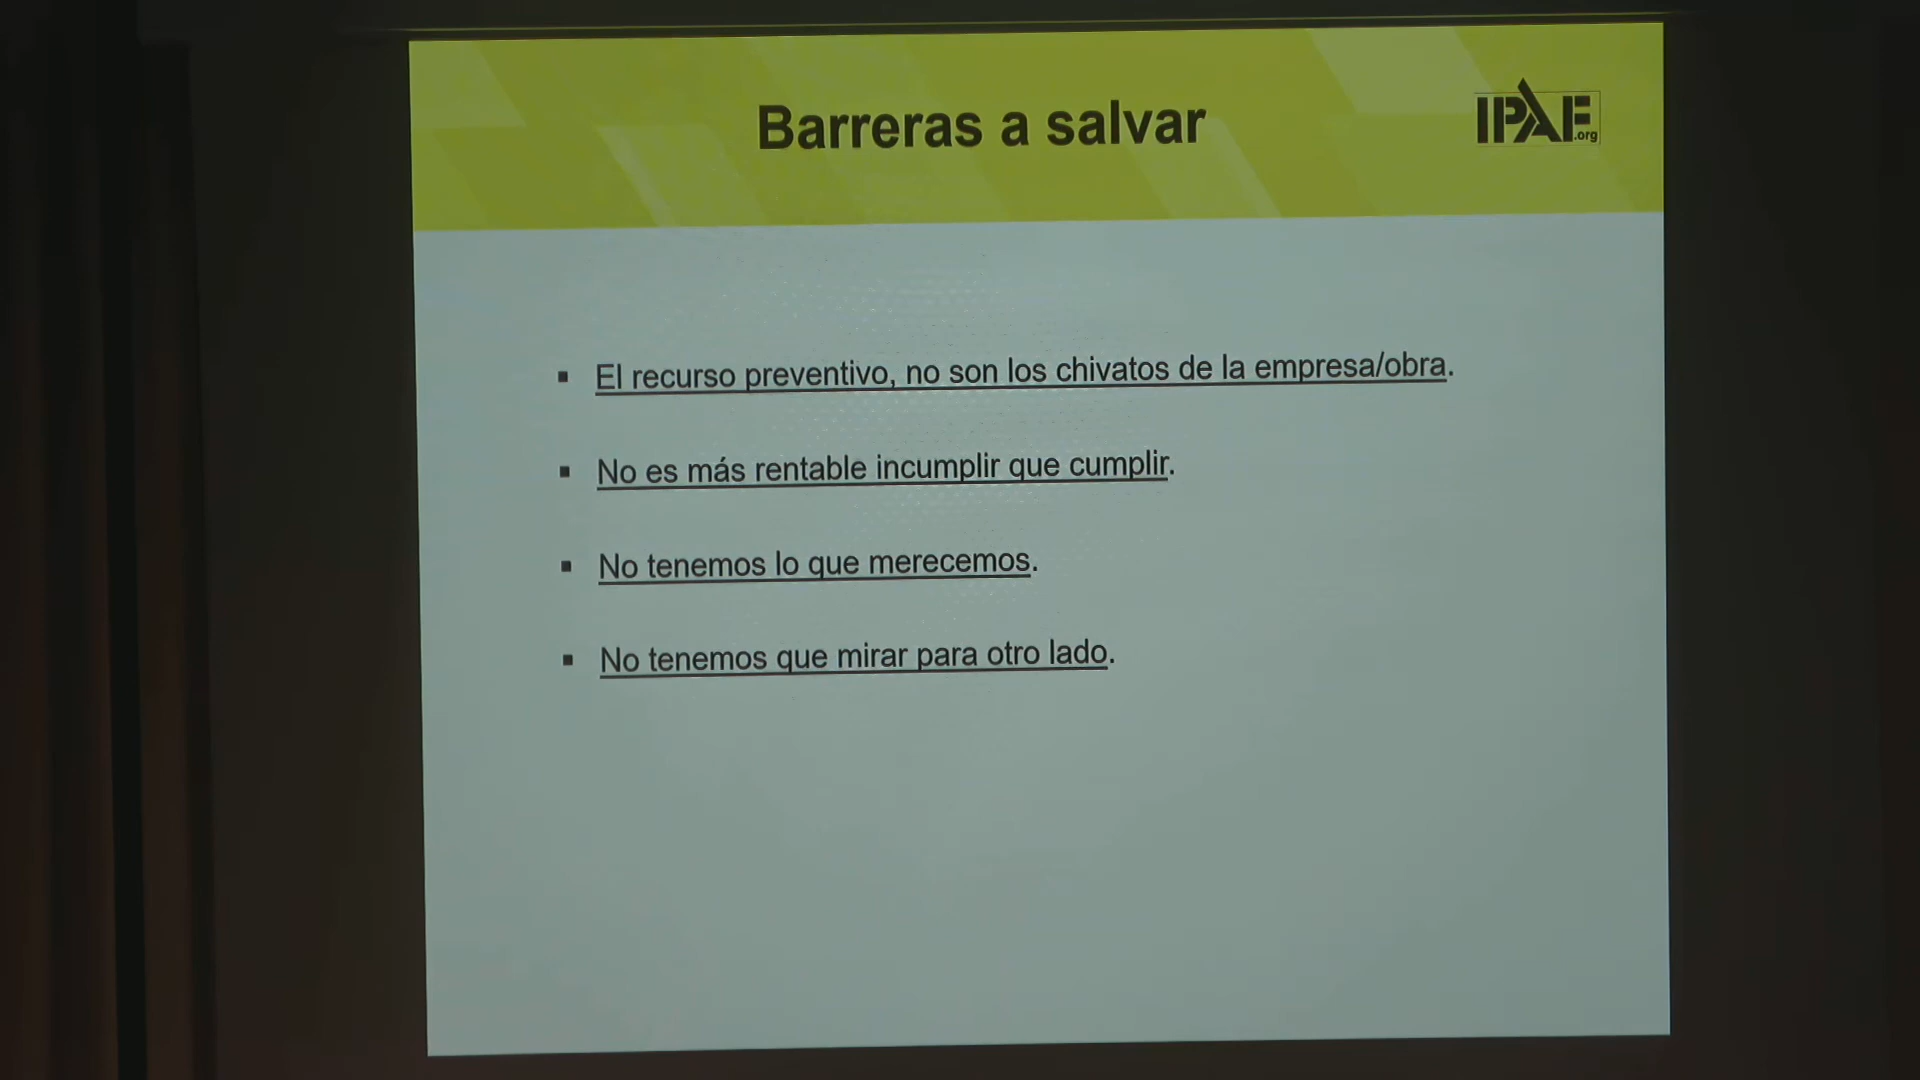 Barreras a salvar
IPAF
.org
▪ El recurso preventivo, no son los chivatos de la empresa/obra.
▪ No es más rentable incumplir que cumplir.
▪ No tenemos lo que merecemos.
▪ No tenemos que mirar para otro lado.